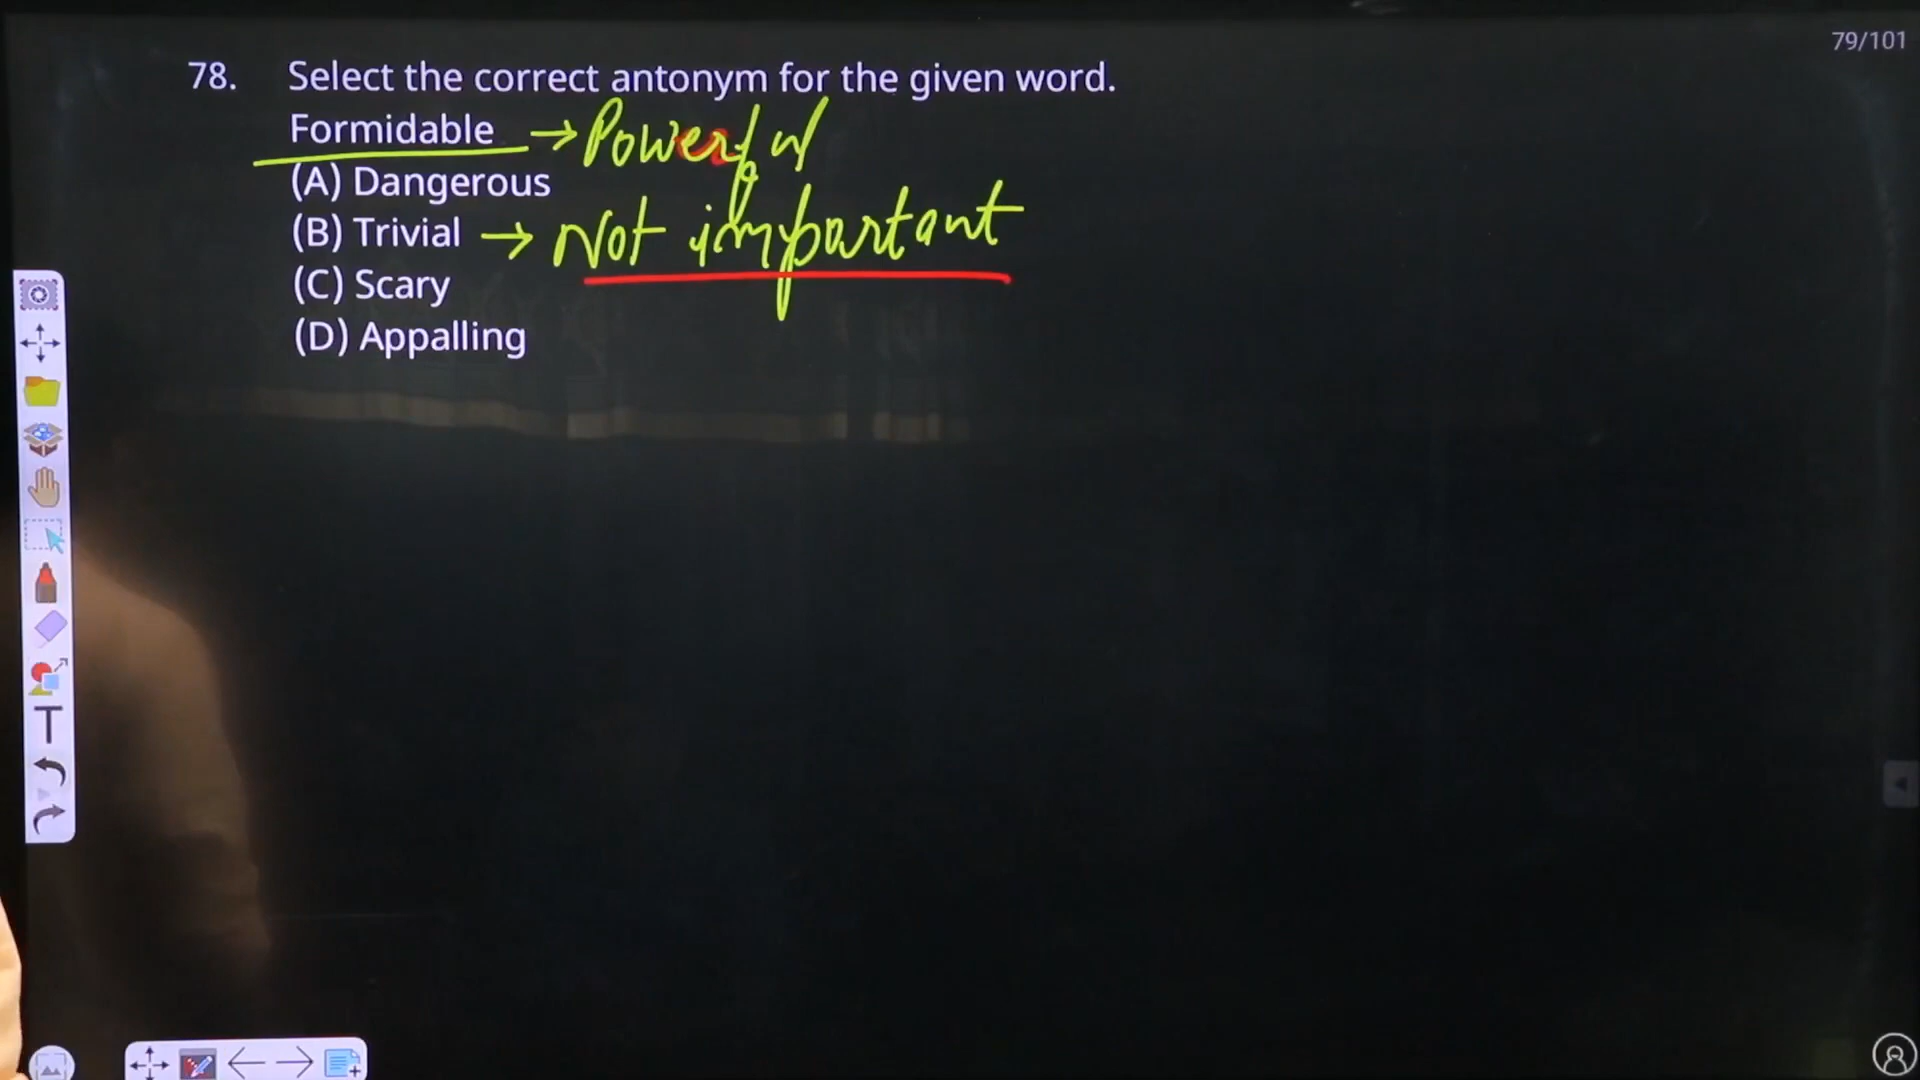 79/101
78. Select the correct antonym for the given word.
Formidable → Powerful
(A) Dangerous
(B) Trivial → Not important
(C) Scary
(D) Appalling
T